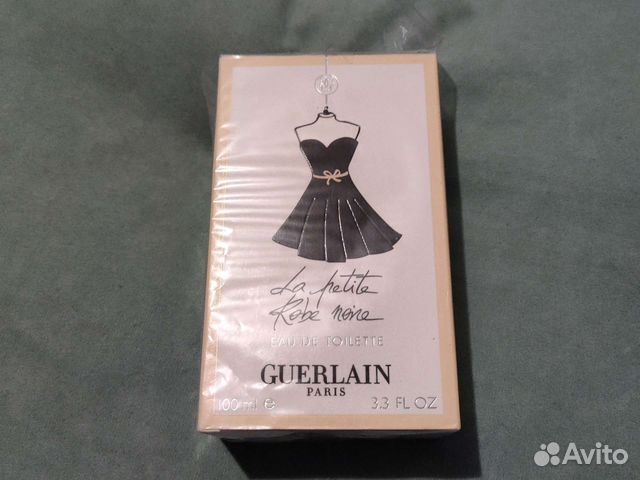 La petite
Robe noire
EAU DE TOILETTE
GUERLAIN
PARIS
100 ml e 3.3 FL OZ
Avito